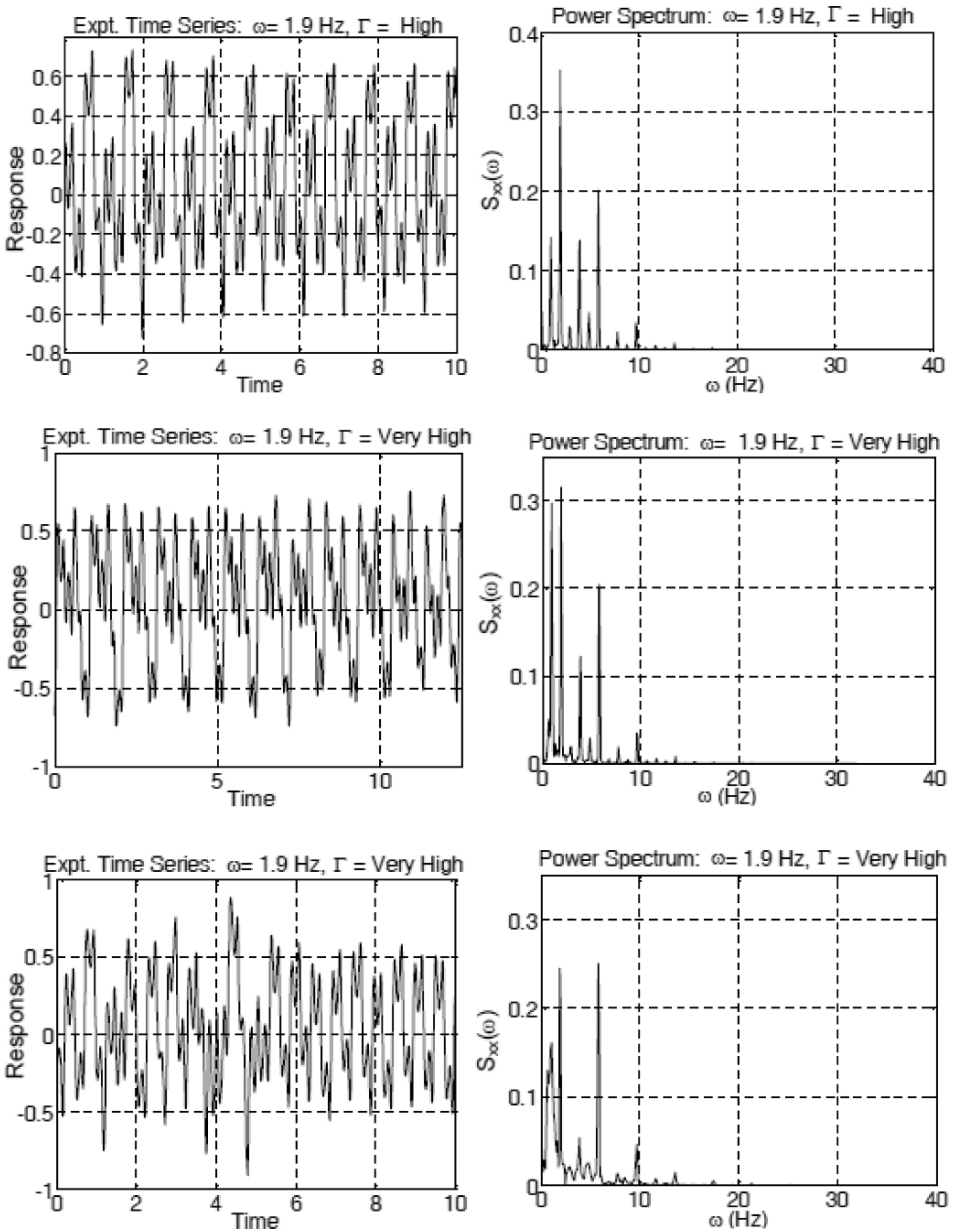 Expt. Time Series: ω= 1.9 Hz, Γ = High
Response
0.6
0.4
0.2
0
-0.2
-0.4
-0.6
-0.8
0 2 4 6 8 10
Time
Power Spectrum: ω= 1.9 Hz, Γ = High
Sxx(ω)
0.4
0.3
0.2
0.1
0
0 10 20 30 40
ω (Hz)
Expt. Time Series: ω= 1.9 Hz, Γ = Very High
Response
1
0.5
0
-0.5
-1
0 5 10
Time
Power Spectrum: ω= 1.9 Hz, Γ = Very High
Sxx(ω)
0.3
0.2
0.1
0
0 10 20 30 40
ω (Hz)
Expt. Time Series: ω= 1.9 Hz, Γ = Very High
Response
1
0.5
0
-0.5
-1
0 2 4 6 8 10
Time
Power Spectrum: ω= 1.9 Hz, Γ = Very High
Sxx(ω)
0.3
0.2
0.1
0
0 10 20 30 40
ω (Hz)